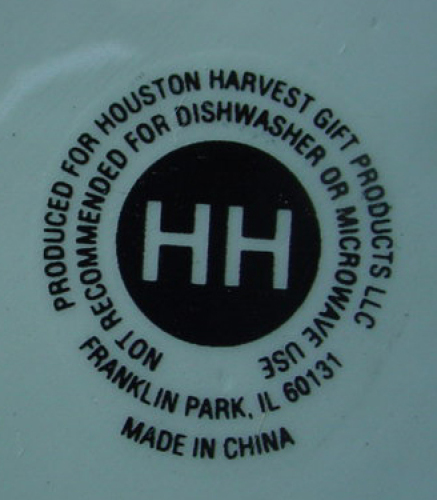 PRODUCED FOR HOUSTON HARVEST GIFT PRODUCTS LLC
NOT RECOMMENDED FOR DISHWASHER OR MICROWAVE USE
HH
FRANKLIN PARK, IL 60131
MADE IN CHINA